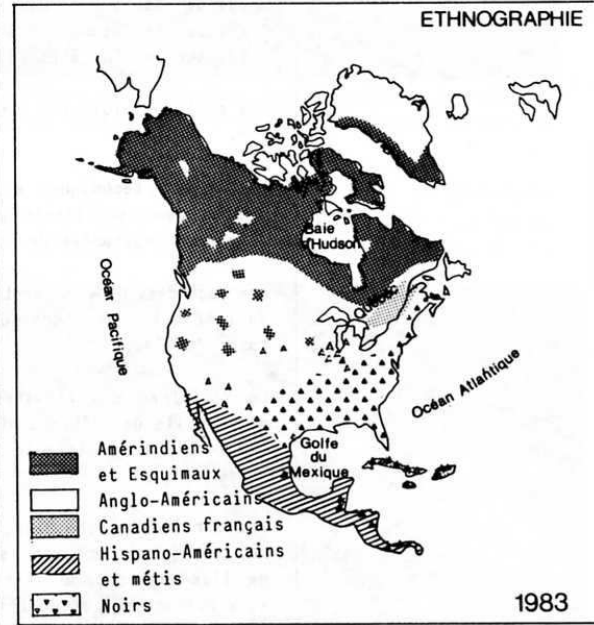 ETHNOGRAPHIE
Baie
d'Hudson
Québec
Océan Pacifique
Océan Atlantique
Golfe
du
Mexique
Amérindiens
et Esquimaux
Anglo-Américains
Canadiens français
Hispano-Américains
et métis
Noirs
1983